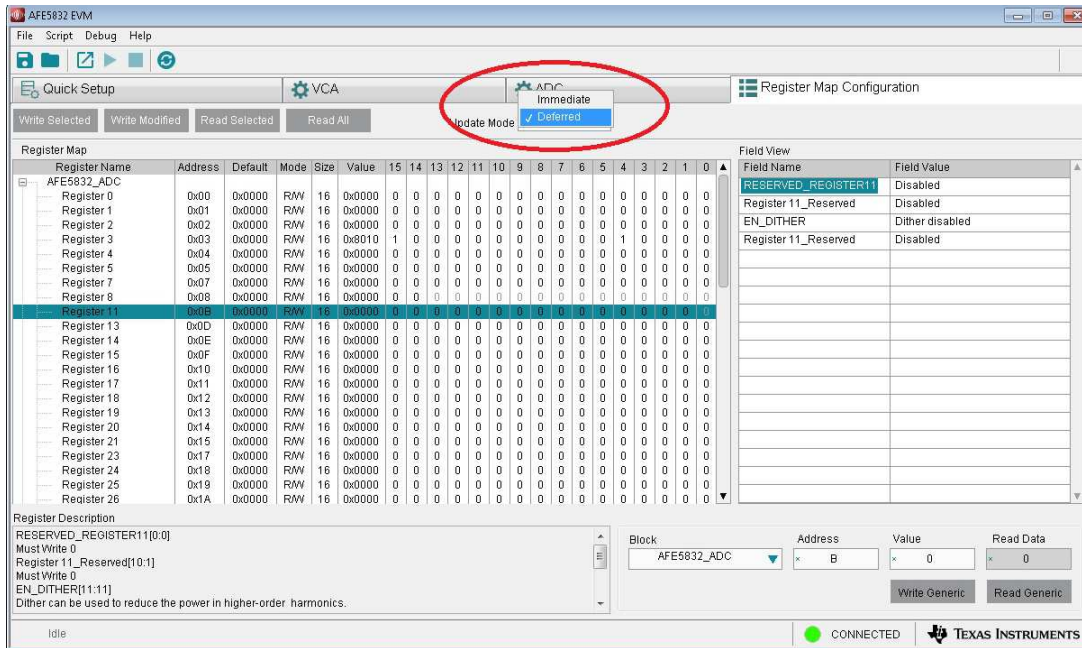 AFE5832 EVM
File Script Debug Help
Quick Setup VCA ADC Register Map Configuration
Immediate
Write Selected Write Modified Read Selected Read All Update Mode ✓ Deferred
Register Map
Register Name Address Default Mode Size Value 15 14 13 12 11 10 9 8 7 6 5 4 3 2 1 0
AFE5832_ADC
Register 0 0x00 0x0000 R/W 16 0x0000 0 0 0 0 0 0 0 0 0 0 0 0 0 0 0 0
Register 1 0x01 0x0000 R/W 16 0x0000 0 0 0 0 0 0 0 0 0 0 0 0 0 0 0 0
Register 2 0x02 0x0000 R/W 16 0x0000 0 0 0 0 0 0 0 0 0 0 0 0 0 0 0 0
Register 3 0x03 0x0000 R/W 16 0x8010 1 0 0 0 0 0 0 0 0 0 0 1 0 0 0 0
Register 4 0x04 0x0000 R/W 16 0x0000 0 0 0 0 0 0 0 0 0 0 0 0 0 0 0 0
Register 5 0x05 0x0000 R/W 16 0x0000 0 0 0 0 0 0 0 0 0 0 0 0 0 0 0 0
Register 7 0x07 0x0000 R/W 16 0x0000 0 0 0 0 0 0 0 0 0 0 0 0 0 0 0 0
Register 8 0x08 0x0000 R/W 16 0x0000 0 0 0 0 0 0 0 0 0 0 0 0 0 0 0 0
Register 11 0x0B 0x0000 R/W 16 0x0000 0 0 0 0 0 0 0 0 0 0 0 0 0 0 0 0
Register 13 0x0D 0x0000 R/W 16 0x0000 0 0 0 0 0 0 0 0 0 0 0 0 0 0 0 0
Register 14 0x0E 0x0000 R/W 16 0x0000 0 0 0 0 0 0 0 0 0 0 0 0 0 0 0 0
Register 15 0x0F 0x0000 R/W 16 0x0000 0 0 0 0 0 0 0 0 0 0 0 0 0 0 0 0
Register 16 0x10 0x0000 R/W 16 0x0000 0 0 0 0 0 0 0 0 0 0 0 0 0 0 0 0
Register 17 0x11 0x0000 R/W 16 0x0000 0 0 0 0 0 0 0 0 0 0 0 0 0 0 0 0
Register 18 0x12 0x0000 R/W 16 0x0000 0 0 0 0 0 0 0 0 0 0 0 0 0 0 0 0
Register 19 0x13 0x0000 R/W 16 0x0000 0 0 0 0 0 0 0 0 0 0 0 0 0 0 0 0
Register 20 0x14 0x0000 R/W 16 0x0000 0 0 0 0 0 0 0 0 0 0 0 0 0 0 0 0
Register 21 0x15 0x0000 R/W 16 0x0000 0 0 0 0 0 0 0 0 0 0 0 0 0 0 0 0
Register 23 0x17 0x0000 R/W 16 0x0000 0 0 0 0 0 0 0 0 0 0 0 0 0 0 0 0
Register 24 0x18 0x0000 R/W 16 0x0000 0 0 0 0 0 0 0 0 0 0 0 0 0 0 0 0
Register 25 0x19 0x0000 R/W 16 0x0000 0 0 0 0 0 0 0 0 0 0 0 0 0 0 0 0
Register 26 0x1A 0x0000 R/W 16 0x0000 0 0 0 0 0 0 0 0 0 0 0 0 0 0 0 0
Field View
Field Name Field Value
RESERVED_REGISTER11 Disabled
Register 11_Reserved Disabled
EN_DITHER Dither disabled
Register 11_Reserved Disabled
Register Description
RESERVED_REGISTER11[0:0]
Must Write 0
Register 11_Reserved[10:1]
Must Write 0
EN_DITHER[11:11]
Dither can be used to reduce the power in higher-order harmonics.
Block Address Value Read Data
AFE5832_ADC x B x 0 x 0
Write Generic Read Generic
Idle CONNECTED TEXAS INSTRUMENTS